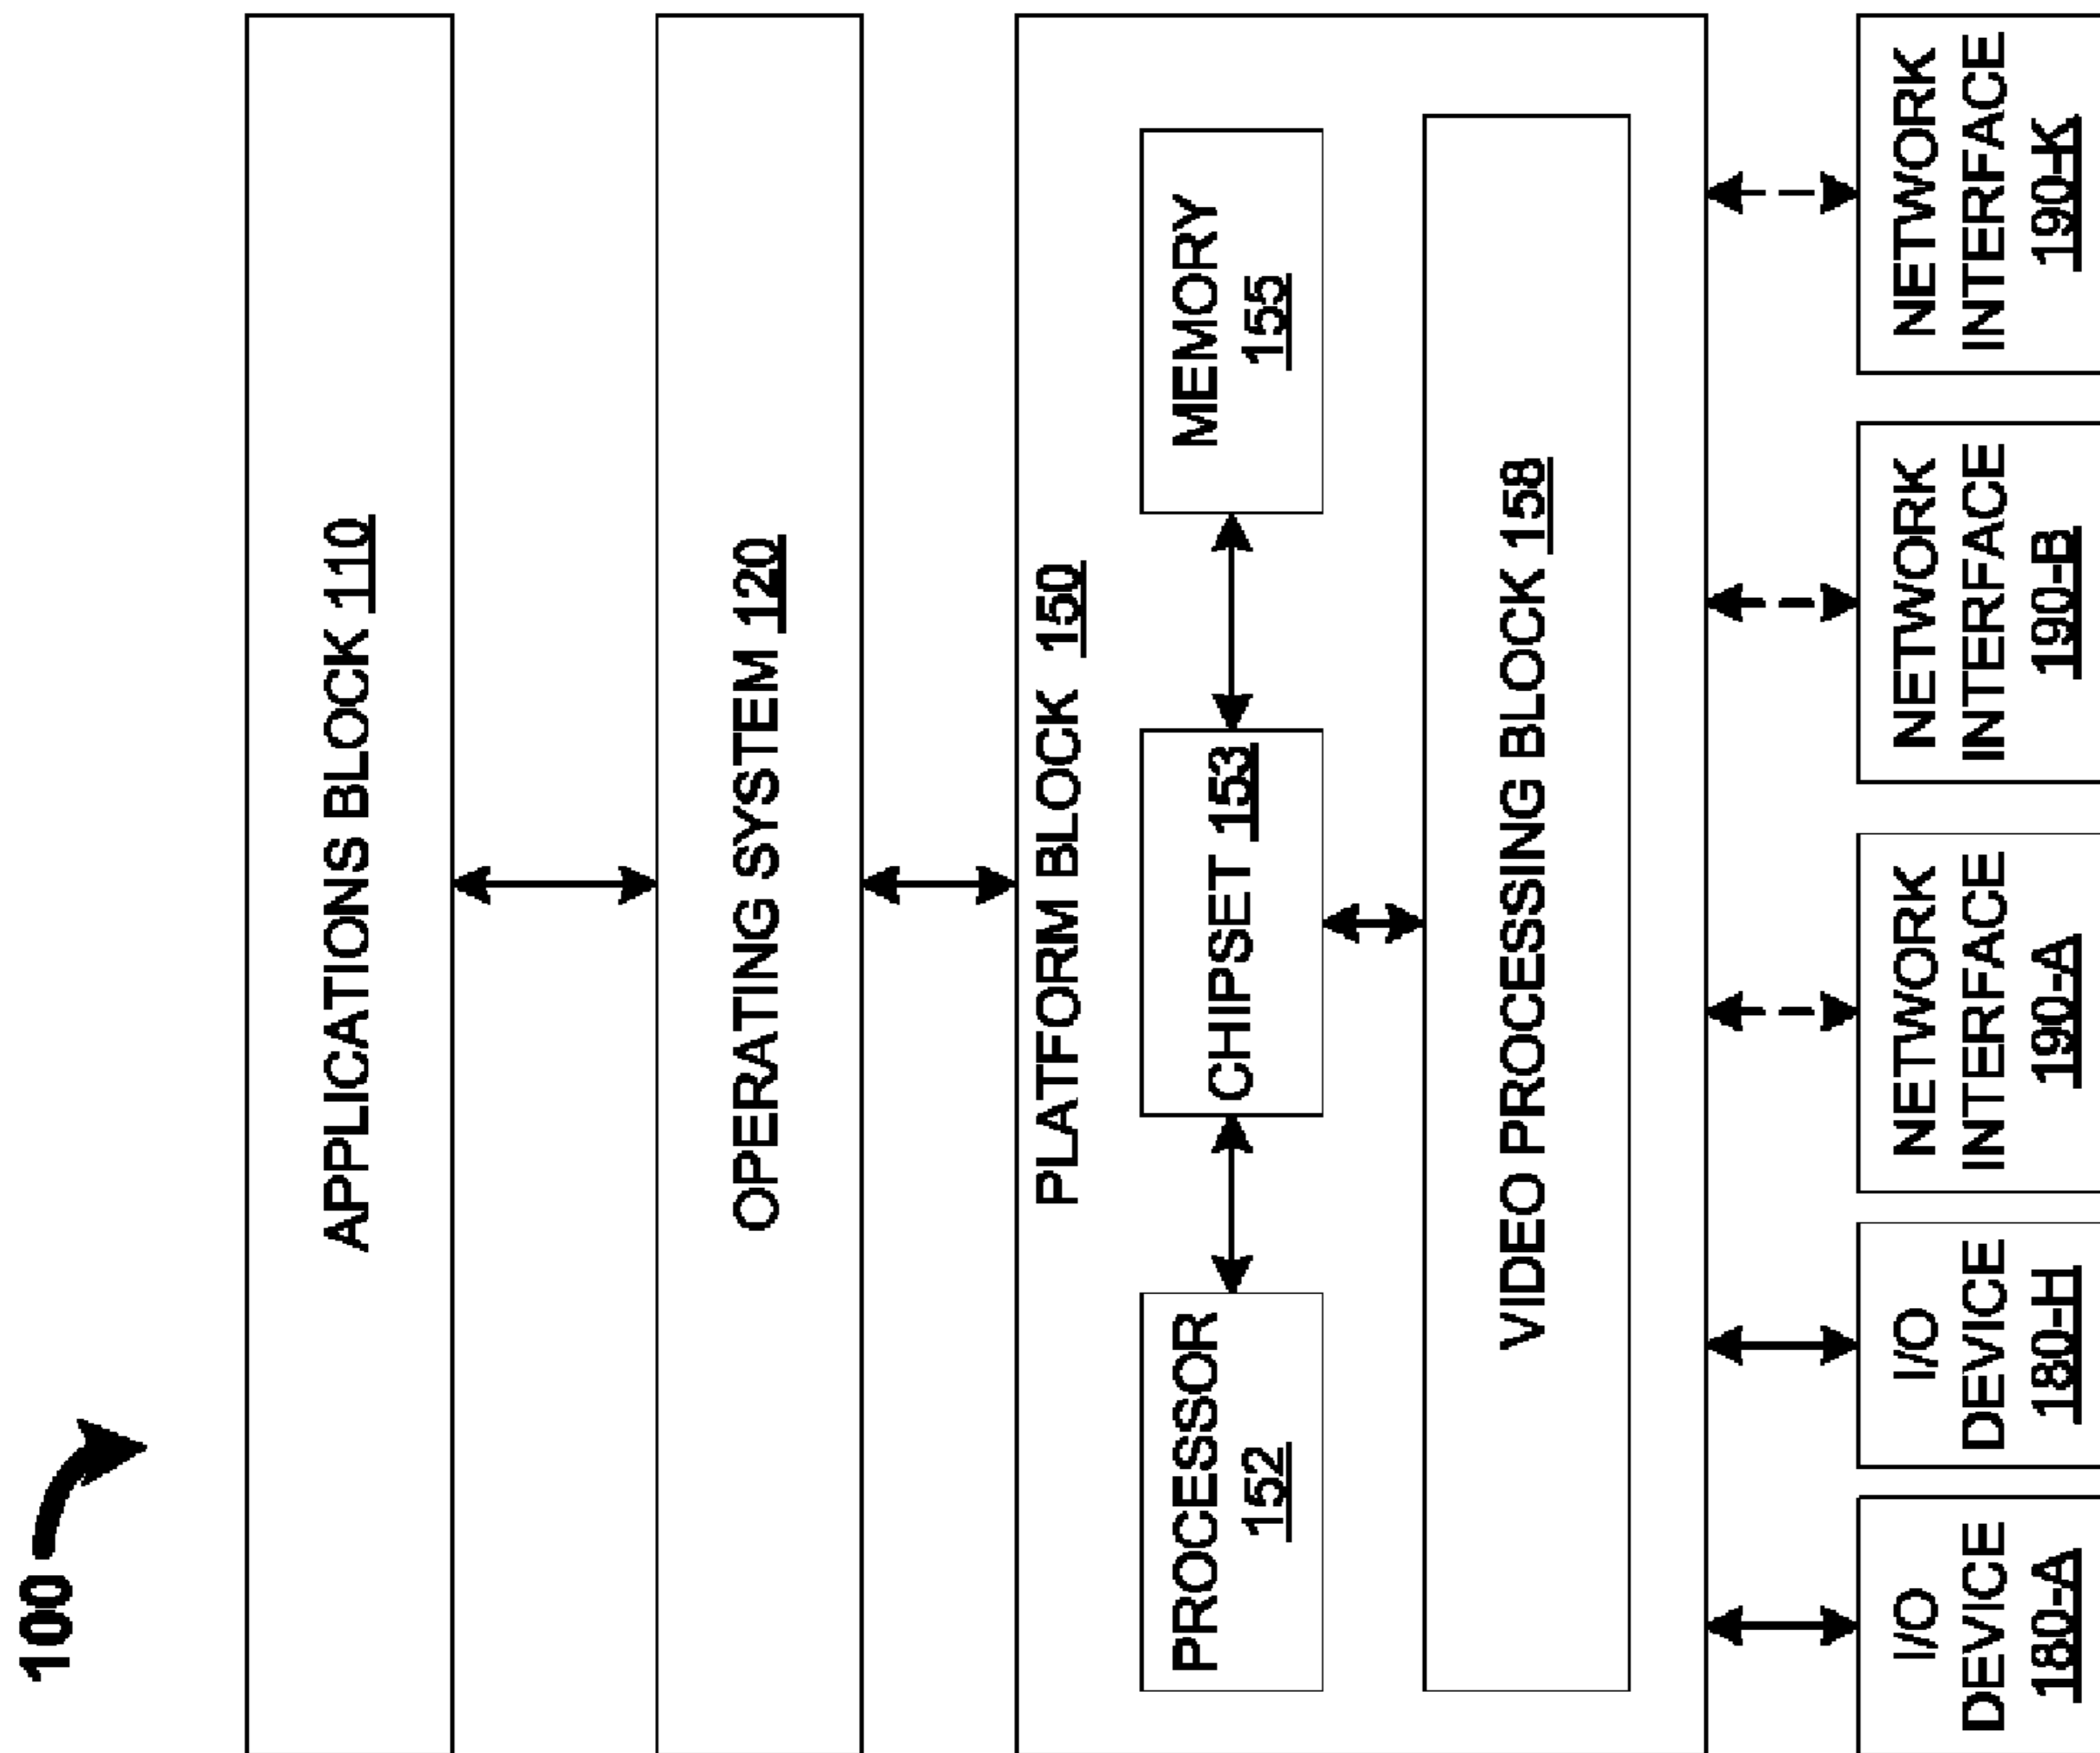 100
APPLICATIONS BLOCK 110
OPERATING SYSTEM 120
PLATFORM BLOCK 150
PROCESSOR
152
CHIPSET 153
MEMORY
155
VIDEO PROCESSING BLOCK 158
I/O
DEVICE
180-A
I/O
DEVICE
180-H
NETWORK
INTERFACE
190-A
NETWORK
INTERFACE
190-B
NETWORK
INTERFACE
190-K